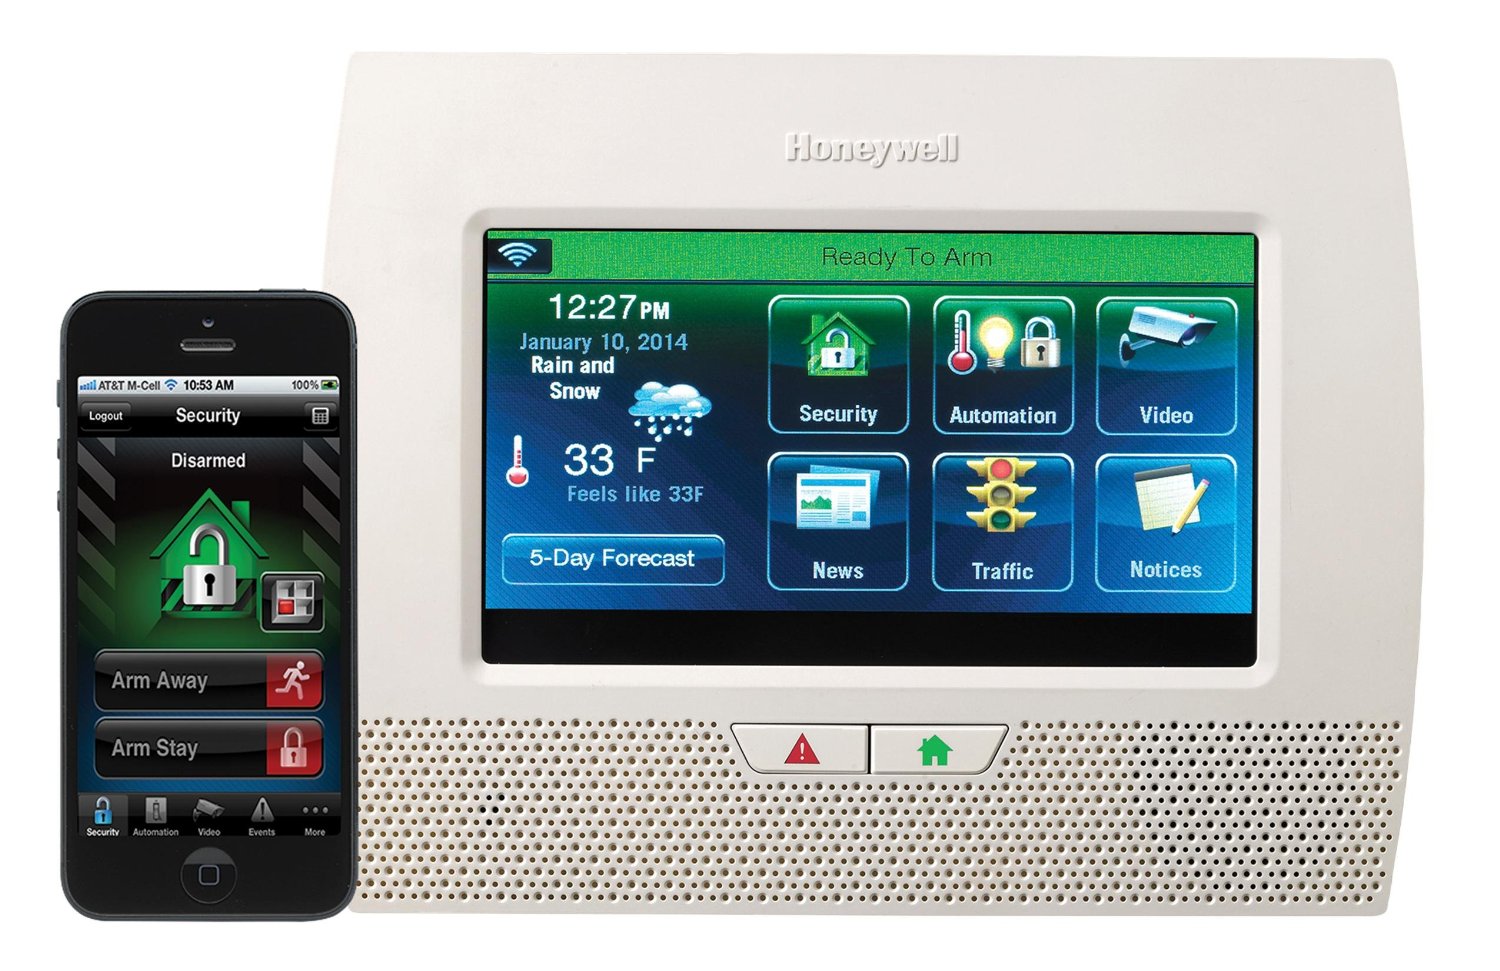 Honeywell
Ready To Arm
12:27 PM
January 10, 2014
Rain and
Snow
33 F
Feels like 33F
5-Day Forecast
Security
Automation
Video
News
Traffic
Notices
AT&T M-Cell 10:53 AM 100%
Logout
Security
Disarmed
Arm Away
Arm Stay
Security Automation Video Events More